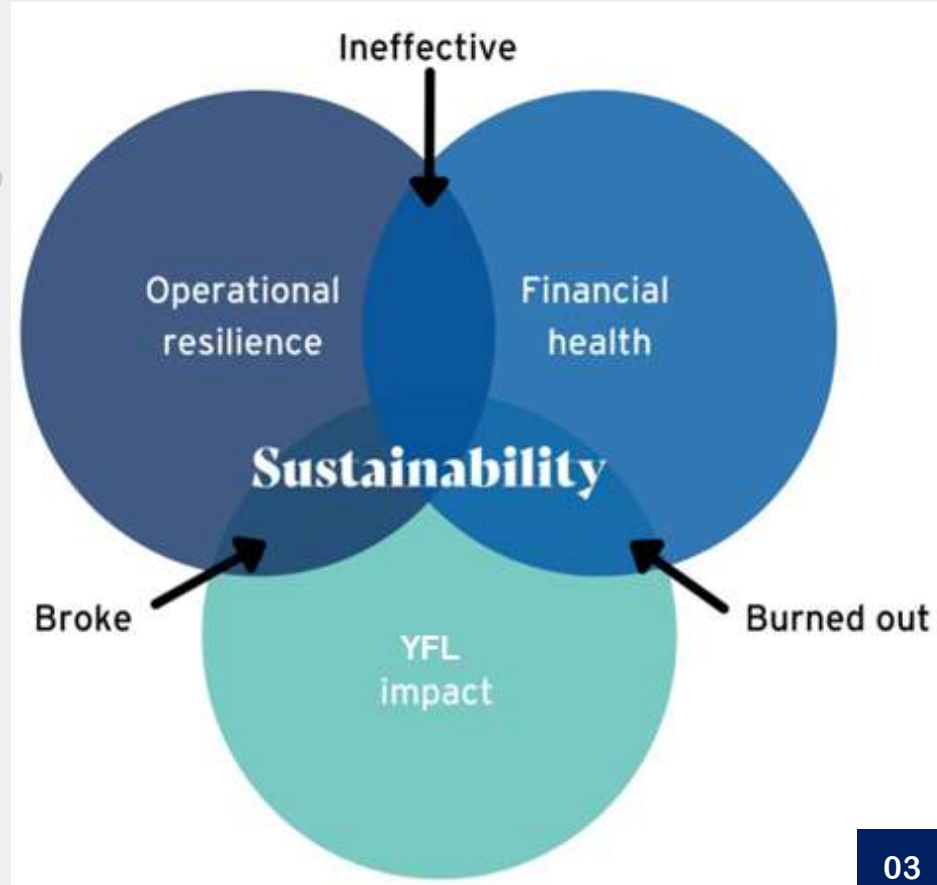 Ineffective
Operational
resilience
Financial
health
Sustainability
Broke
Burned out
YFL
impact
03